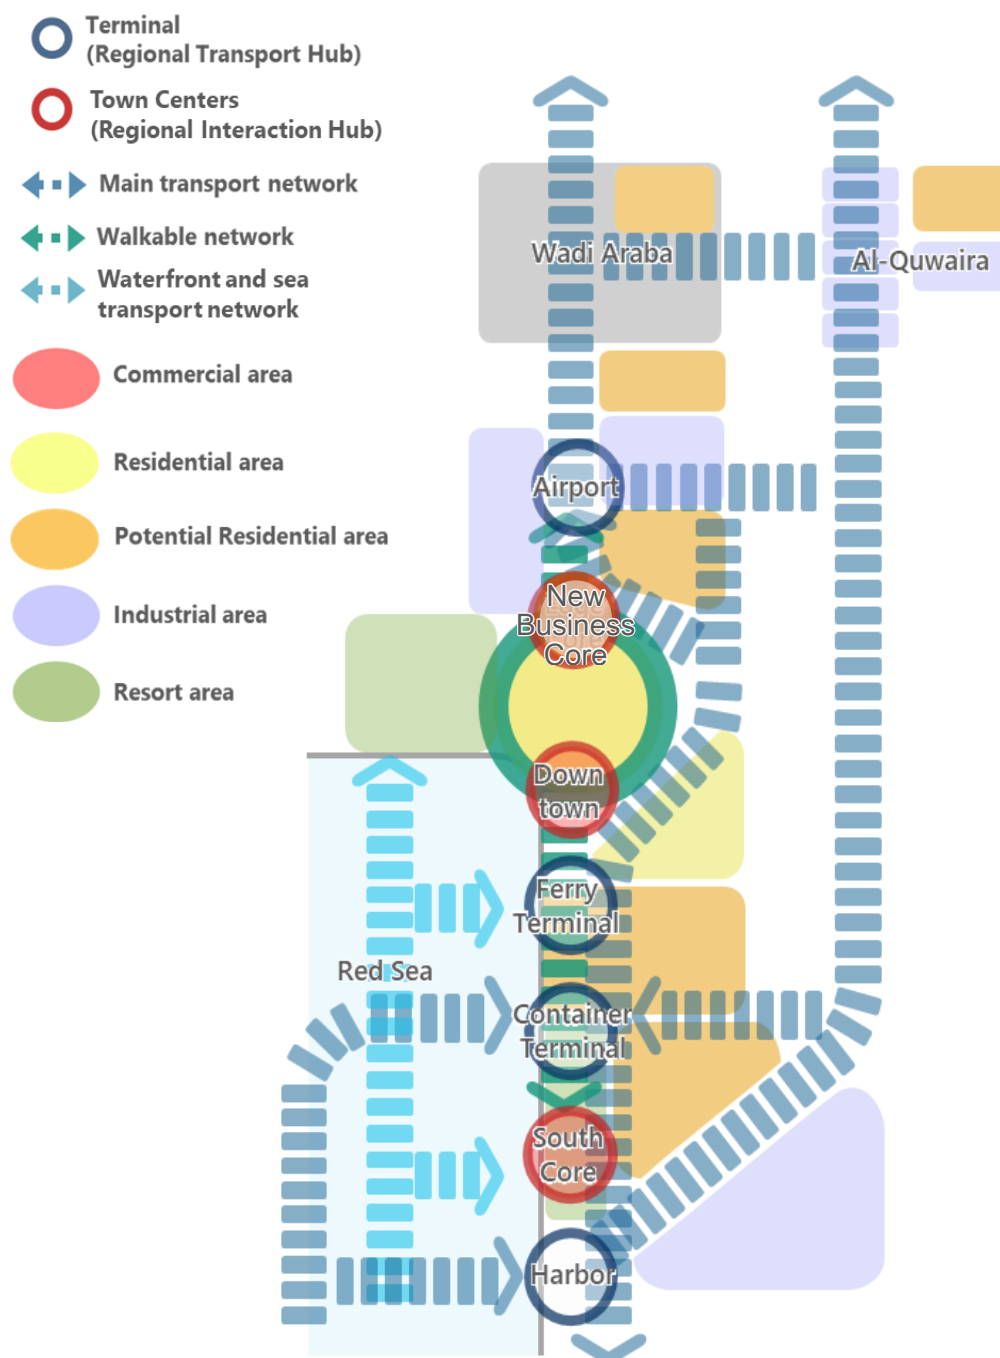 Terminal
(Regional Transport Hub)
Town Centers
(Regional Interaction Hub)
Main transport network
Walkable network
Waterfront and sea
transport network
Commercial area
Residential area
Potential Residential area
Industrial area
Resort area
Wadi Araba
Al-Quwaira
Airport
New
Business
Core
Down
town
Ferry
Terminal
Red Sea
Container
Terminal
South
Core
Harbor